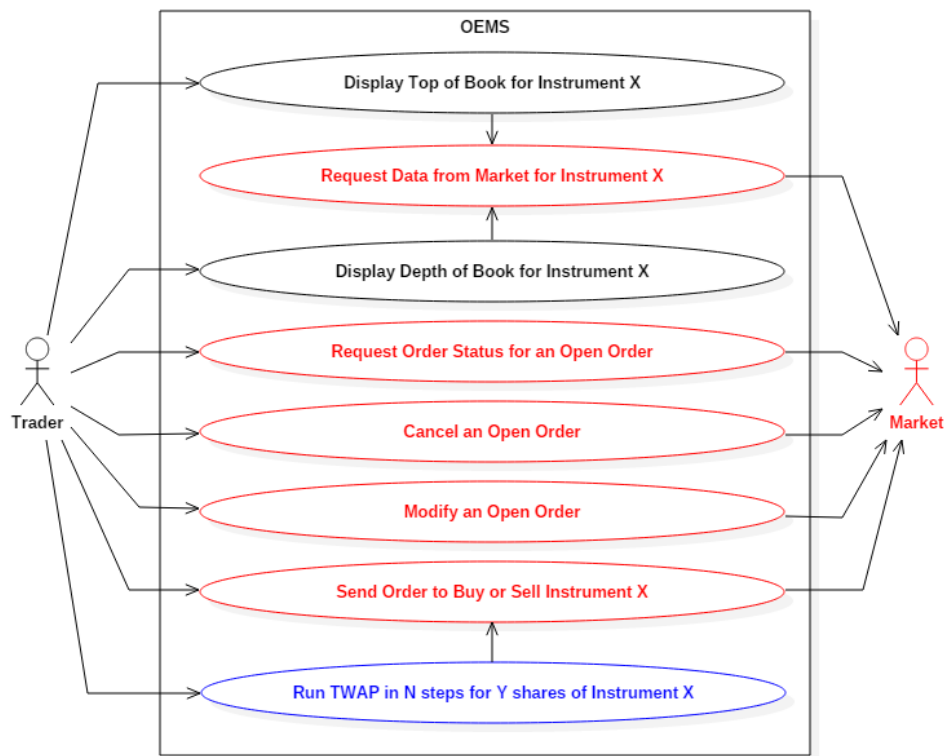 OEMS
Display Top of Book for Instrument X
Request Data from Market for Instrument X
Display Depth of Book for Instrument X
Request Order Status for an Open Order
Trader
Market
Cancel an Open Order
Modify an Open Order
Send Order to Buy or Sell Instrument X
Run TWAP in N steps for Y shares of Instrument X